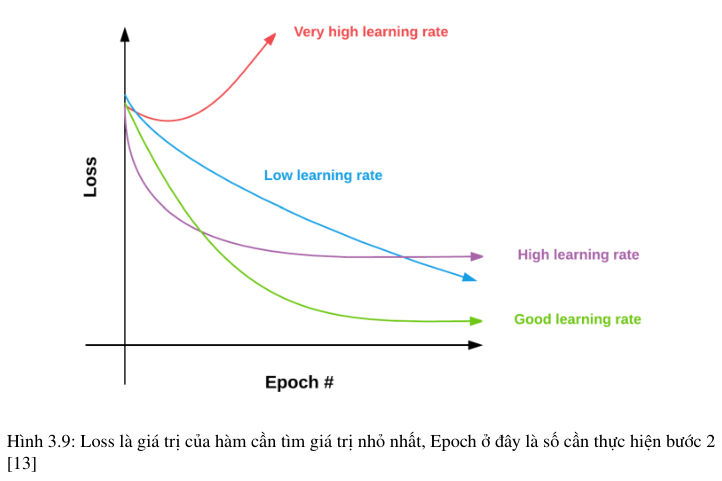 Very high learning rate
Loss
Low learning rate
High learning rate
Good learning rate
Epoch #
Hình 3.9: Loss là giá trị của hàm cần tìm giá trị nhỏ nhất, Epoch ở đây là số cần thực hiện bước 2
[13]